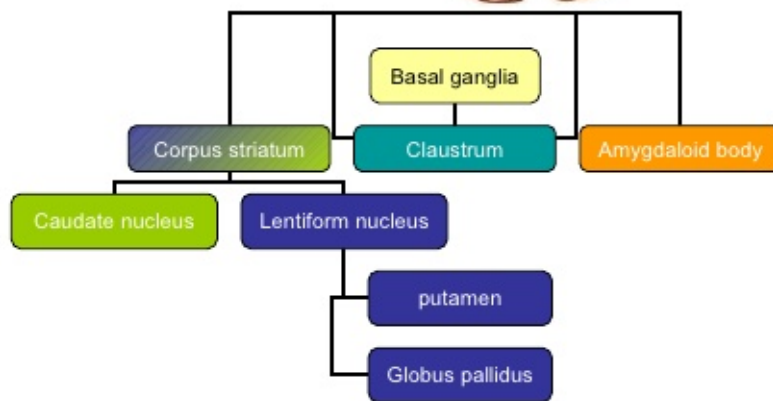 Basal ganglia
Corpus striatum
Claustrum
Amygdaloid body
Caudate nucleus
Lentiform nucleus
putamen
Globus pallidus